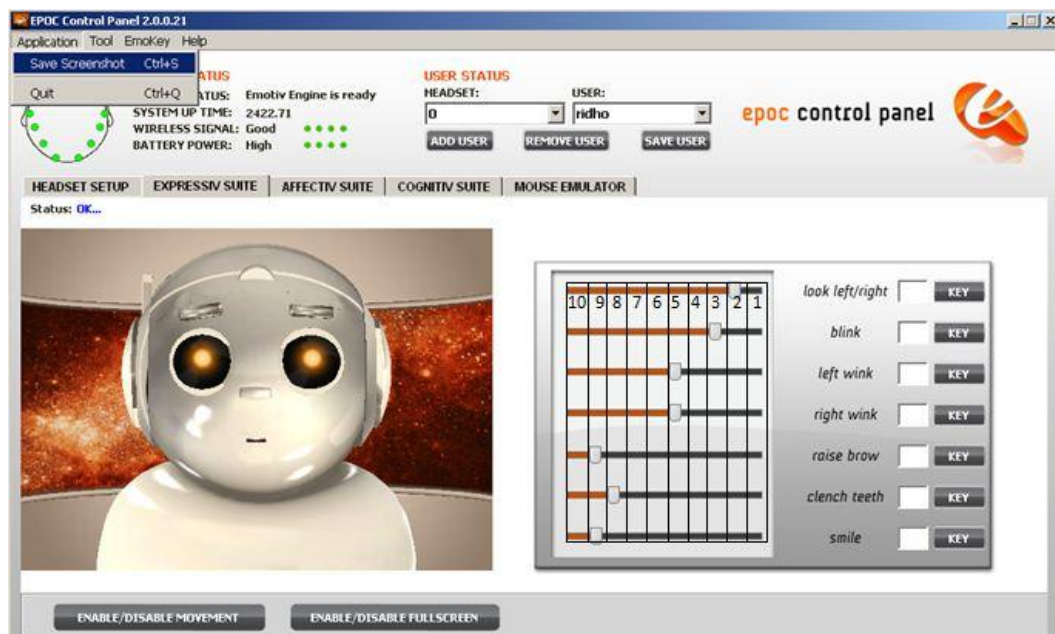 EPOC Control Panel 2.0.0.21
Application Tool EmoKey Help
Save Screenshot Ctrl+S
Quit Ctrl+Q
USER STATUS
Emotiv Engine is ready
SYSTEM UP TIME: 2422.71
WIRELESS SIGNAL: Good
BATTERY POWER: High
HEADSET: USER:
0 ridho
ADD USER REMOVE USER SAVE USER
epoc control panel
HEADSET SETUP EXPRESSIV SUITE AFFECTIV SUITE COGNITIV SUITE MOUSE EMULATOR
Status: OK...
10 9 8 7 6 5 4 3 2 1
look left/right KEY
blink KEY
left wink KEY
right wink KEY
raise brow KEY
clench teeth KEY
smile KEY
ENABLE/DISABLE MOVEMENT ENABLE/DISABLE FULLSCREEN